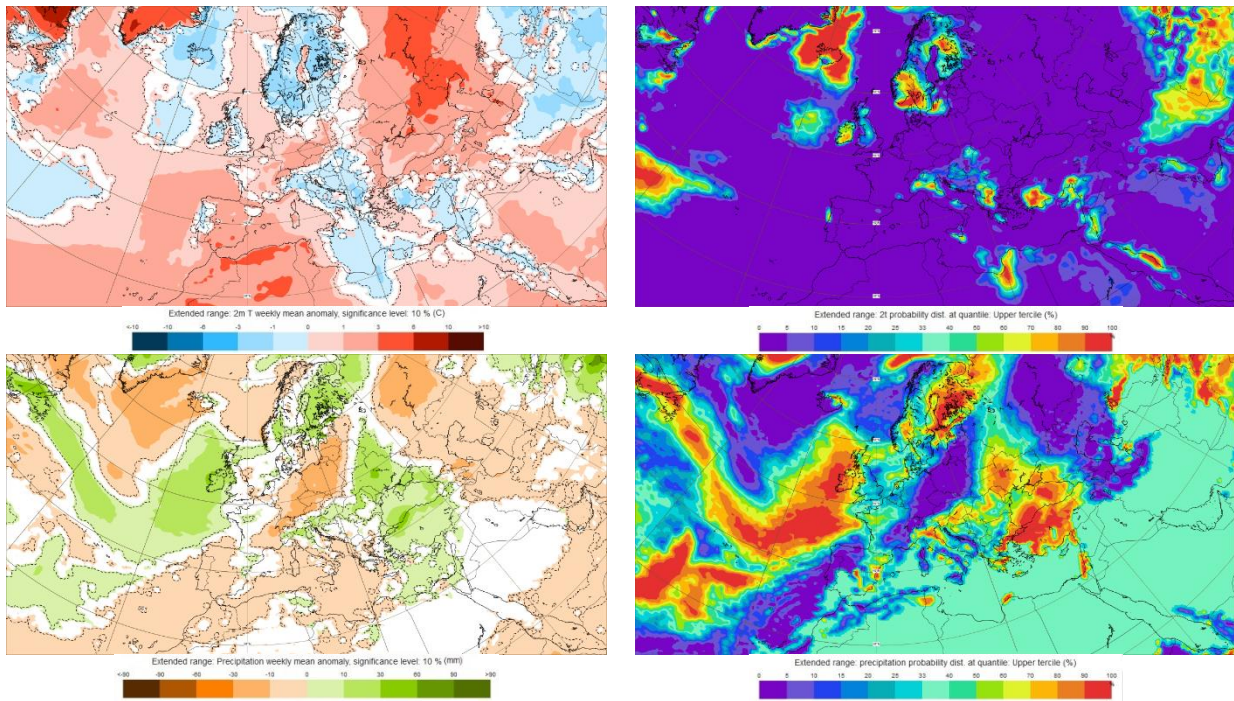 Extended range: 2m T weekly mean anomaly, significance level: 10 % (C)
<-10 -10 -6 -3 -1 0 1 3 6 10 >10
Extended range: 2t probability dist. at quantile: Upper tercile (%)
0 5 10 15 20 25 30 35 40 50 60 70 80 90 100
%
Extended range: Precipitation weekly mean anomaly, significance level: 10 % (mm)
<-90 -90 -60 -30 -10 0 10 30 60 90 >90
Extended range: precipitation probability dist. at quantile: Upper tercile (%)
0 5 10 15 20 25 30 35 40 50 60 70 80 90 100
%